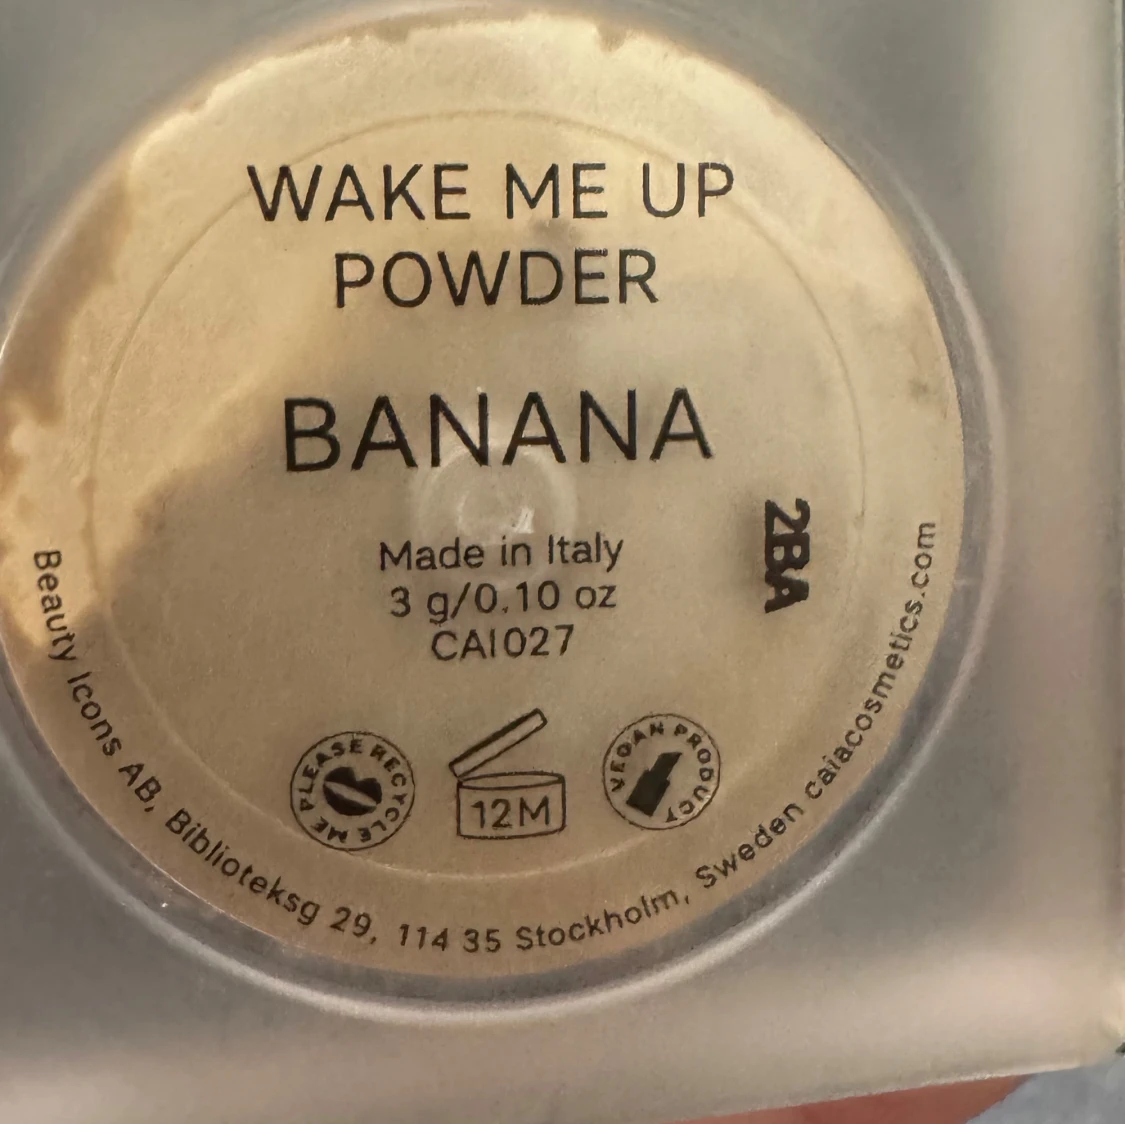 WAKE ME UP
POWDER
BANANA
Made in Italy
3 g/0.10 oz
CAI027
2BA
PLEASE RECYCLE ME
12M
VEGAN PRODUCT
Beauty Icons AB, Biblioteksg 29, 114 35 Stockholm, Sweden caiacosmetics.com